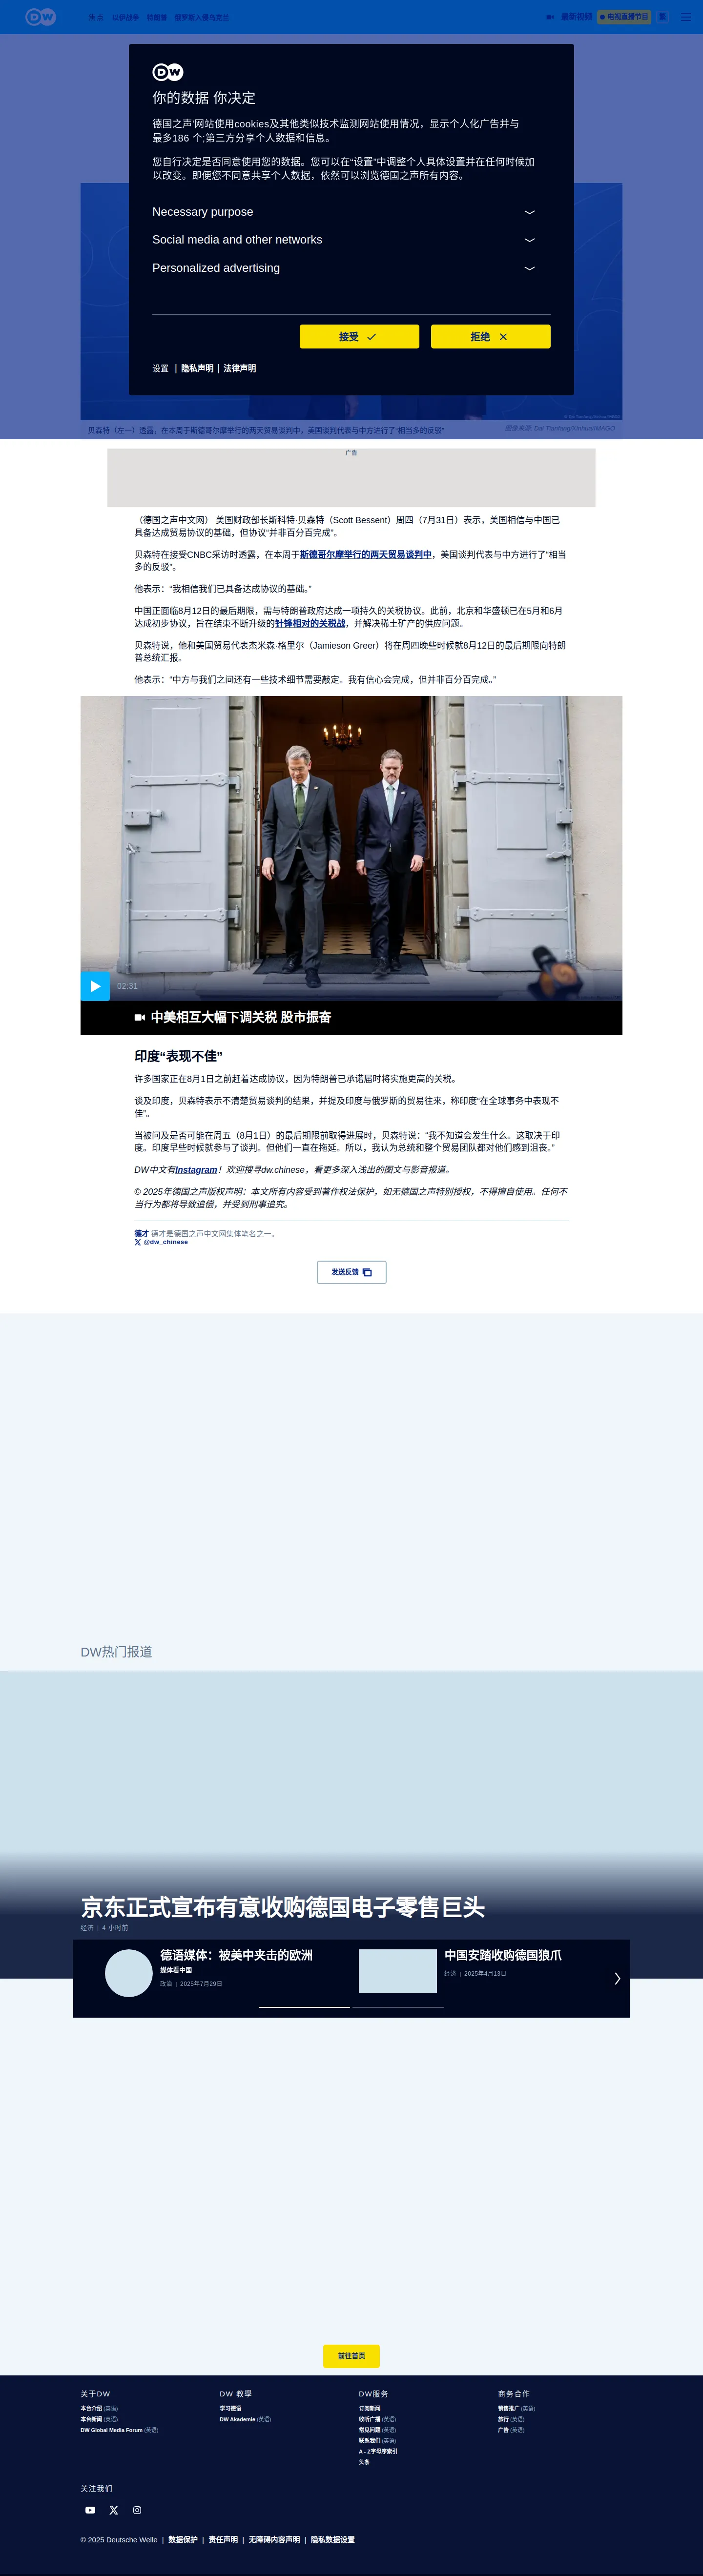 DW
热点 以伊战争 特朗普 俄罗斯入侵乌克兰
最新视频 电视直播节目 繁
DW
你的数据 你决定
德国之声'网站使用cookies及其他类似技术监测网站使用情况，显示个人化广告并与
最多186 个;第三方分享个人数据和信息。
您自行决定是否同意使用您的数据。您可以在“设置”中调整个人具体设置并在任何时候加
以改变。即便您不同意共享个人数据，依然可以浏览德国之声所有内容。
Necessary purpose
Social media and other networks
Personalized advertising
接受 拒绝
设置 | 隐私声明 | 法律声明
贝森特（左一）透露，在本周于斯德哥尔摩举行的两天贸易谈判中，美国谈判代表与中方进行了“相当多的反驳”
图像来源: Dai Tianfang/Xinhua/IMAGO
广告
（德国之声中文网） 美国财政部长斯科特·贝森特（Scott Bessent）周四（7月31日）表示，美国相信与中国已
具备达成贸易协议的基础，但协议“并非百分百完成”。
贝森特在接受CNBC采访时透露，在本周于斯德哥尔摩举行的两天贸易谈判中，美国谈判代表与中方进行了“相当
多的反驳”。
他表示：“我相信我们已具备达成协议的基础。”
中国正面临8月12日的最后期限，需与特朗普政府达成一项持久的关税协议。此前，北京和华盛顿已在5月和6月
达成初步协议，旨在结束不断升级的针锋相对的关税战，并解决稀土矿产的供应问题。
贝森特说，他和美国贸易代表杰米森·格里尔（Jamieson Greer）将在周四晚些时候就8月12日的最后期限向特朗
普总统汇报。
他表示：“中方与我们之间还有一些技术细节需要敲定。我有信心会完成，但并非百分百完成。”
02:31
中美相互大幅下调关税 股市振奋
印度“表现不佳”
许多国家正在8月1日之前赶着达成协议，因为特朗普已承诺届时将实施更高的关税。
谈及印度，贝森特表示不清楚贸易谈判的结果，并提及印度与俄罗斯的贸易往来，称印度“在全球事务中表现不
佳”。
当被问及是否可能在周五（8月1日）的最后期限前取得进展时，贝森特说：“我不知道会发生什么。这取决于印
度。印度早些时候就参与了谈判。但他们一直在拖延。所以，我认为总统和整个贸易团队都对他们感到沮丧。”
DW中文有Instagram！欢迎搜寻dw.chinese，看更多深入浅出的图文与影音报道。
© 2025年德国之声版权声明：本文所有内容受到著作权法保护，如无德国之声特别授权，不得擅自使用。任何不
当行为都将导致追偿，并受到刑事追究。
德才 德才是德国之声中文网集体笔名之一。
@dw_chinese
发送反馈
DW热门报道
京东正式宣布有意收购德国电子零售巨头
经济 | 4 小时前
德语媒体：被美中夹击的欧洲
媒体看中国
政治 | 2025年7月29日
中国安踏收购德国狼爪
经济 | 2025年4月13日
前往首页
关于DW
本台介绍 (英语)
本台新闻 (英语)
DW Global Media Forum (英语)
DW 教学
学习德语
DW Akademie (英语)
DW服务
订阅新闻
收听广播 (英语)
常见问题 (英语)
联系我们 (英语)
A - Z字母序索引
头条
商务合作
销售推广 (英语)
旅行 (英语)
广告 (英语)
关注我们
© 2025 Deutsche Welle | 数据保护 | 责任声明 | 无障碍内容声明 | 隐私数据设置